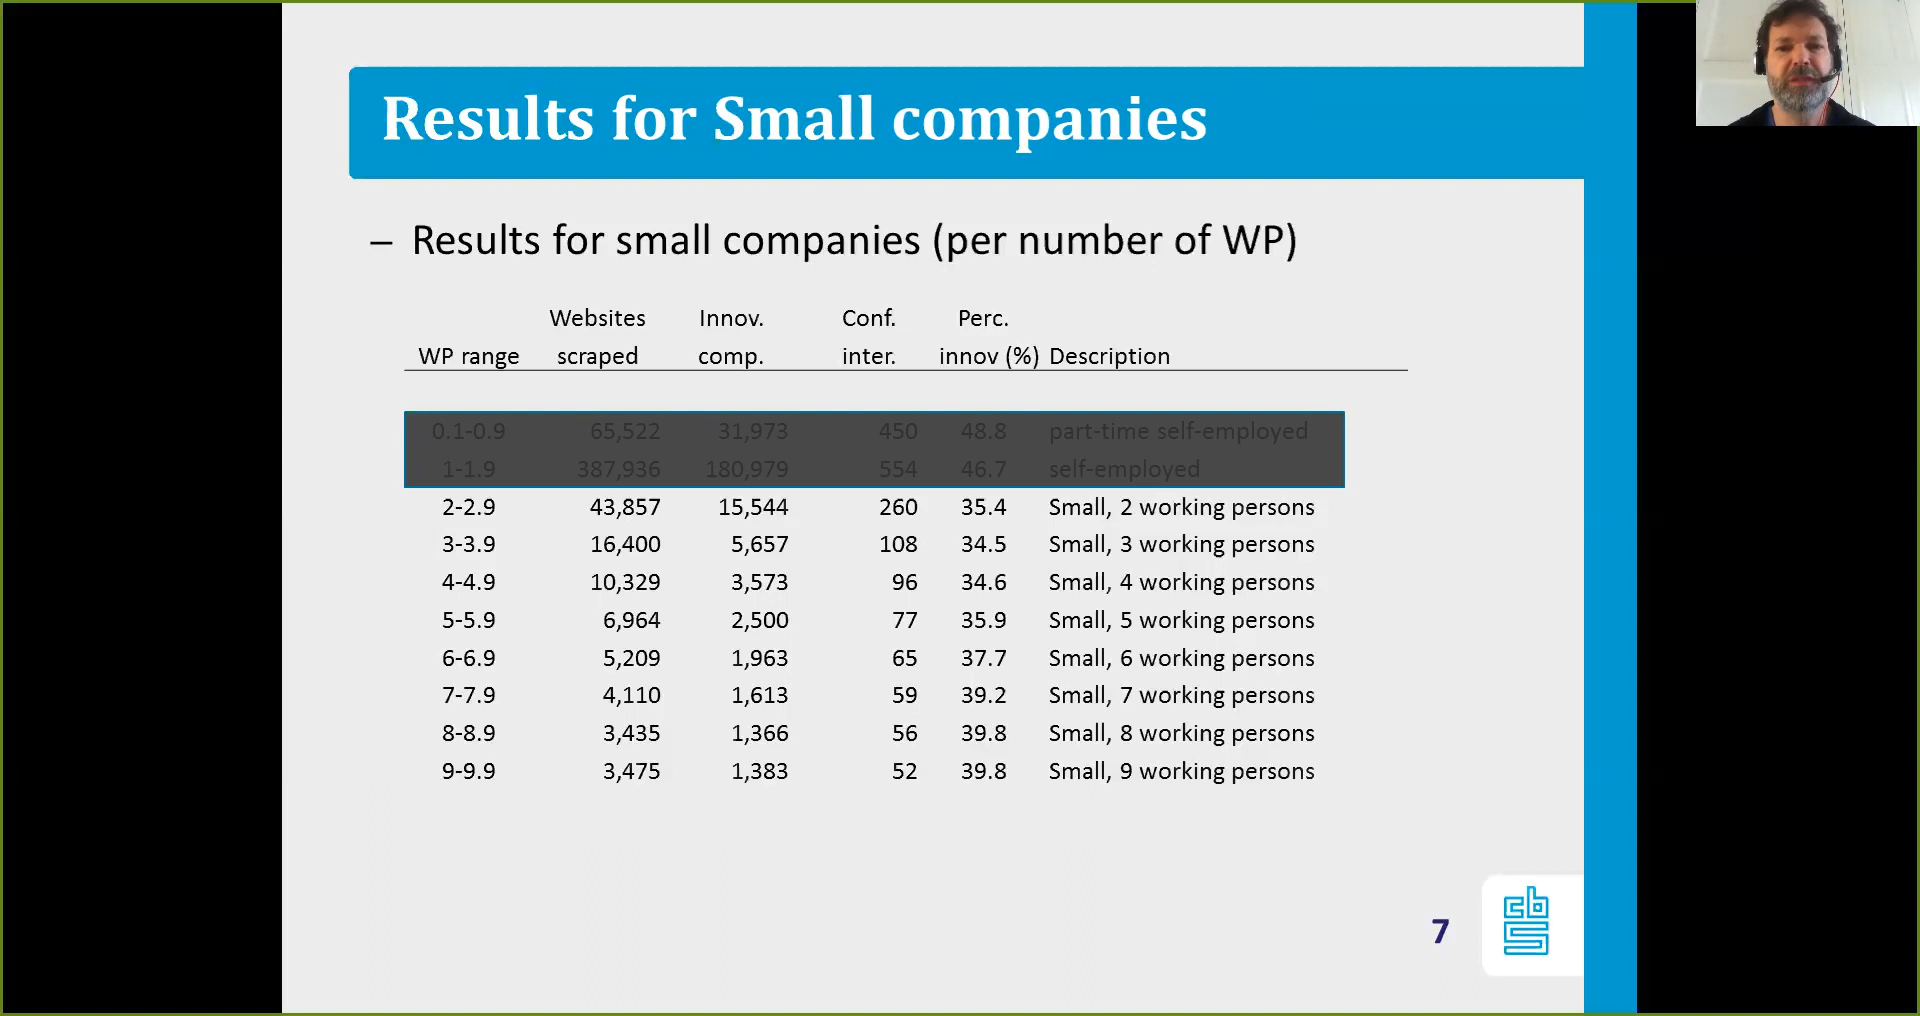 Results for Small companies
– Results for small companies (per number of WP)
Websites Innov. Conf. Perc.
WP range scraped comp. inter. innov (%) Description
0.1-0.9 65,522 31,973 450 48.8 part-time self-employed
1-1.9 387,936 180,979 554 46.7 self-employed
2-2.9 43,857 15,544 260 35.4 Small, 2 working persons
3-3.9 16,400 5,657 108 34.5 Small, 3 working persons
4-4.9 10,329 3,573 96 34.6 Small, 4 working persons
5-5.9 6,964 2,500 77 35.9 Small, 5 working persons
6-6.9 5,209 1,963 65 37.7 Small, 6 working persons
7-7.9 4,110 1,613 59 39.2 Small, 7 working persons
8-8.9 3,435 1,366 56 39.8 Small, 8 working persons
9-9.9 3,475 1,383 52 39.8 Small, 9 working persons
7
cbs